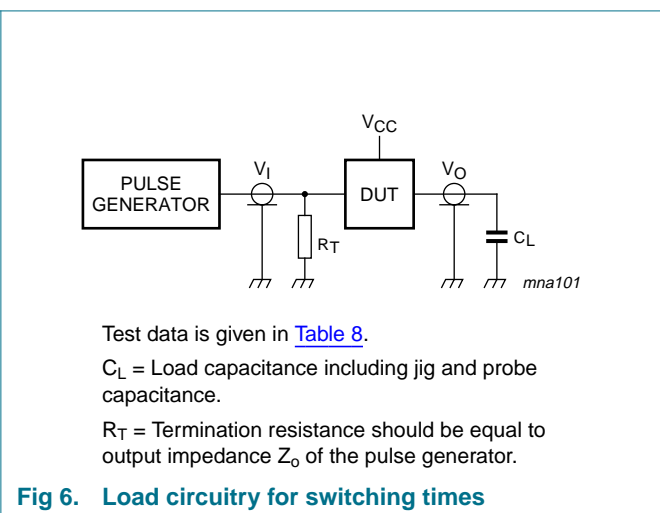 VCC
PULSE
GENERATOR
VI
DUT
VO
RT
CL
mna101
Test data is given in Table 8.
CL = Load capacitance including jig and probe
capacitance.
RT = Termination resistance should be equal to
output impedance Zo of the pulse generator.
Fig 6. Load circuitry for switching times